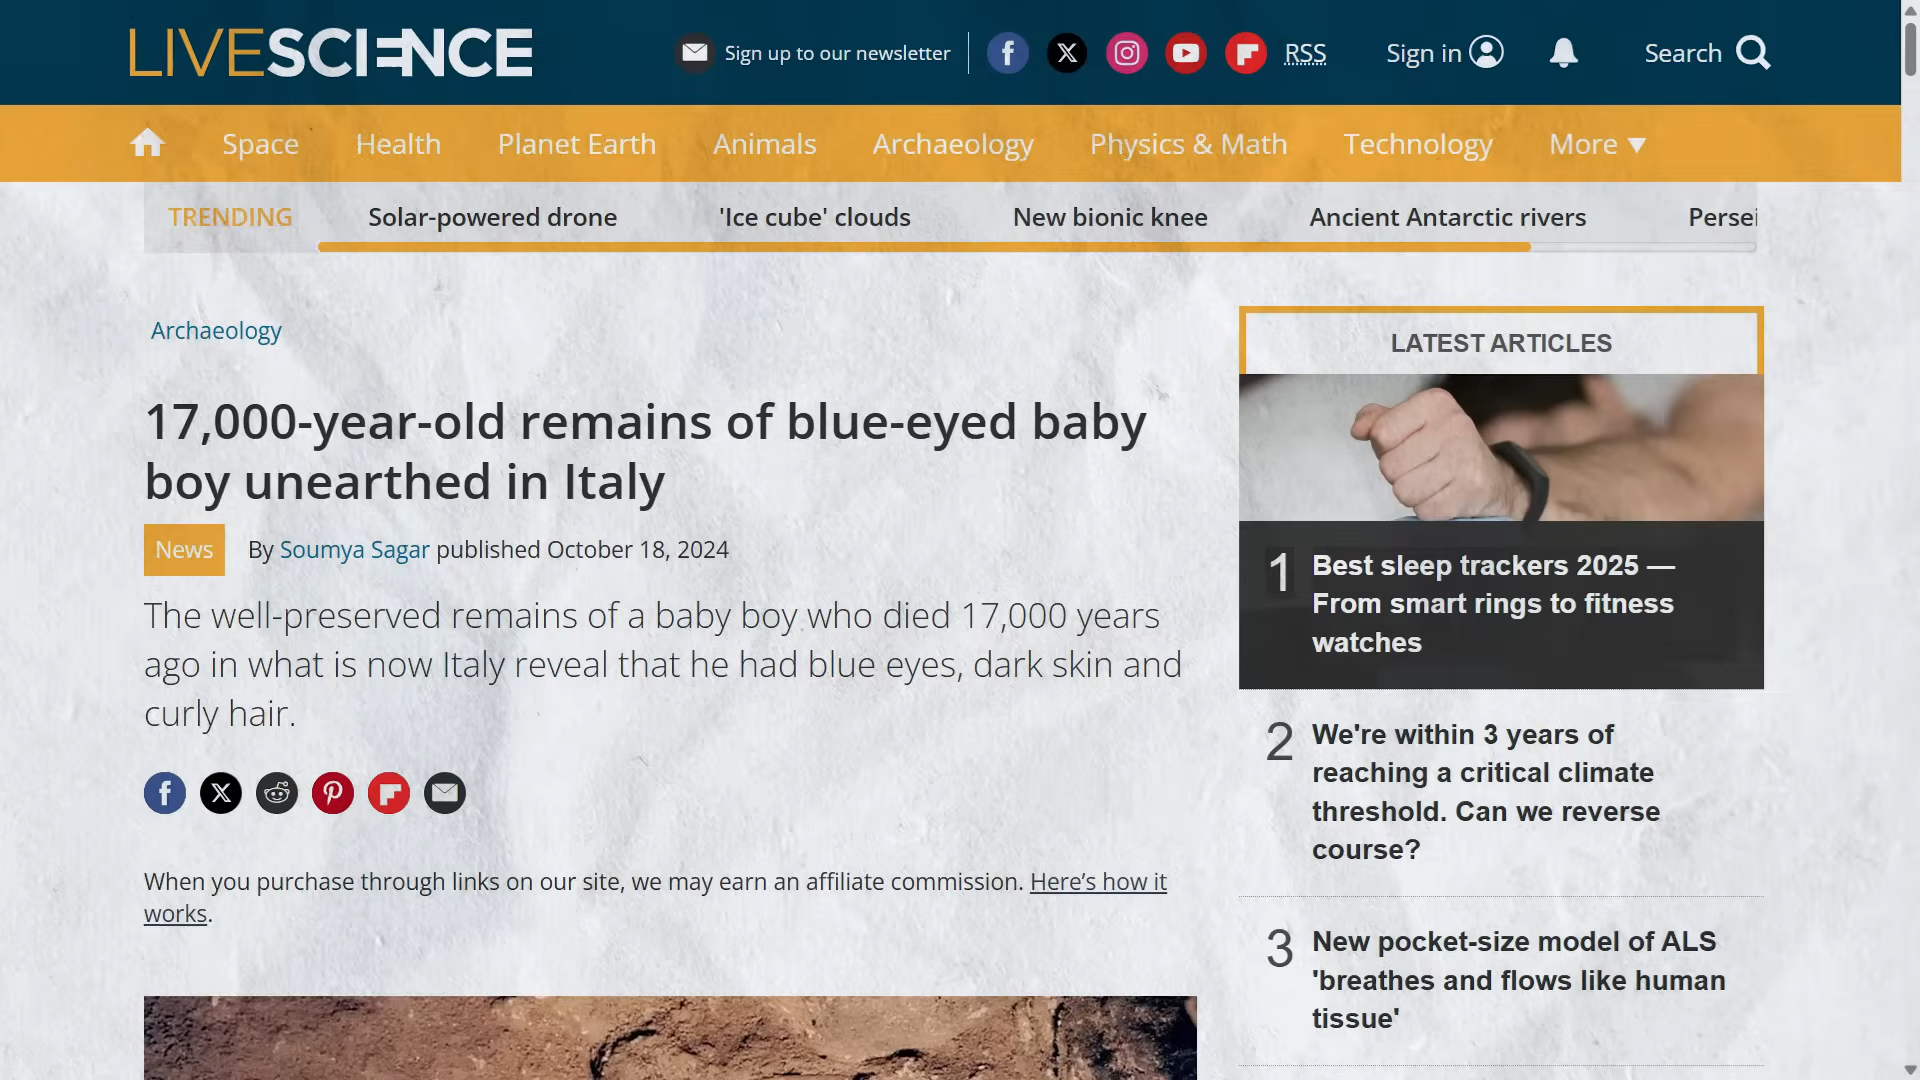 LIVESCIENCE
Sign up to our newsletter
RSS
Sign in
Search
Space
Health
Planet Earth
Animals
Archaeology
Physics & Math
Technology
More ▼
TRENDING
Solar-powered drone
'Ice cube' clouds
New bionic knee
Ancient Antarctic rivers
Persei
Archaeology
17,000-year-old remains of blue-eyed baby
boy unearthed in Italy
News
By Soumya Sagar published October 18, 2024
The well-preserved remains of a baby boy who died 17,000 years
ago in what is now Italy reveal that he had blue eyes, dark skin and
curly hair.
When you purchase through links on our site, we may earn an affiliate commission. Here’s how it
works.
LATEST ARTICLES
1
Best sleep trackers 2025 —
From smart rings to fitness
watches
2
We're within 3 years of
reaching a critical climate
threshold. Can we reverse
course?
3
New pocket-size model of ALS
'breathes and flows like human
tissue'